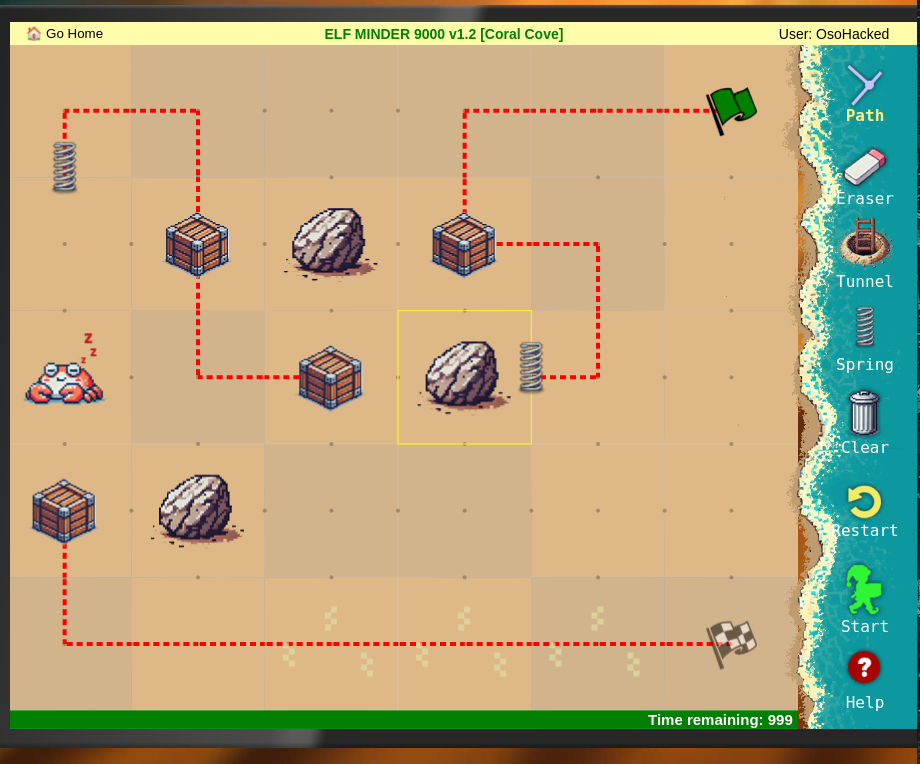 Go Home
ELF MINDER 9000 v1.2 [Coral Cove]
User: OsoHacked
Path
Eraser
Tunnel
Spring
Clear
Restart
Start
Help
z
z
z
?
Time remaining: 999